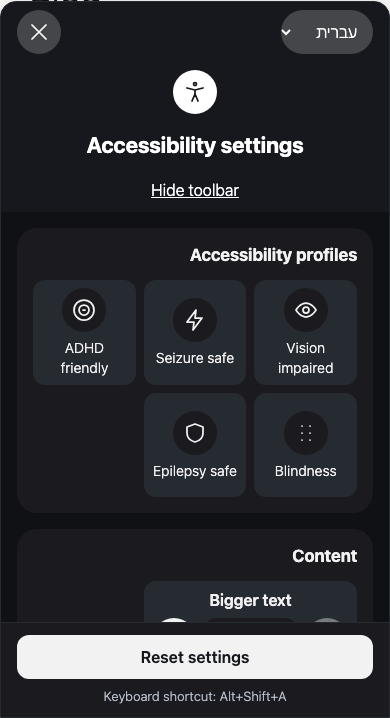 עברית
Accessibility settings
Hide toolbar
Accessibility profiles
Vision
impaired
Seizure safe
ADHD
friendly
Blindness
Epilepsy safe
Content
Bigger text
Reset settings
Keyboard shortcut: Alt+Shift+A